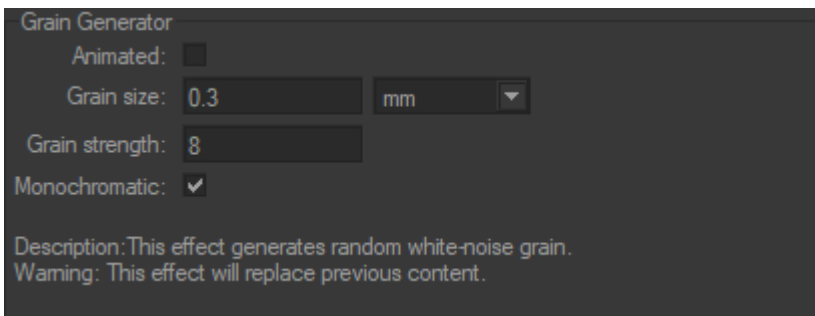 Grain Generator
Animated:
Grain size: 0.3 mm
Grain strength: 8
Monochromatic:
Description:This effect generates random white-noise grain.
Warning: This effect will replace previous content.